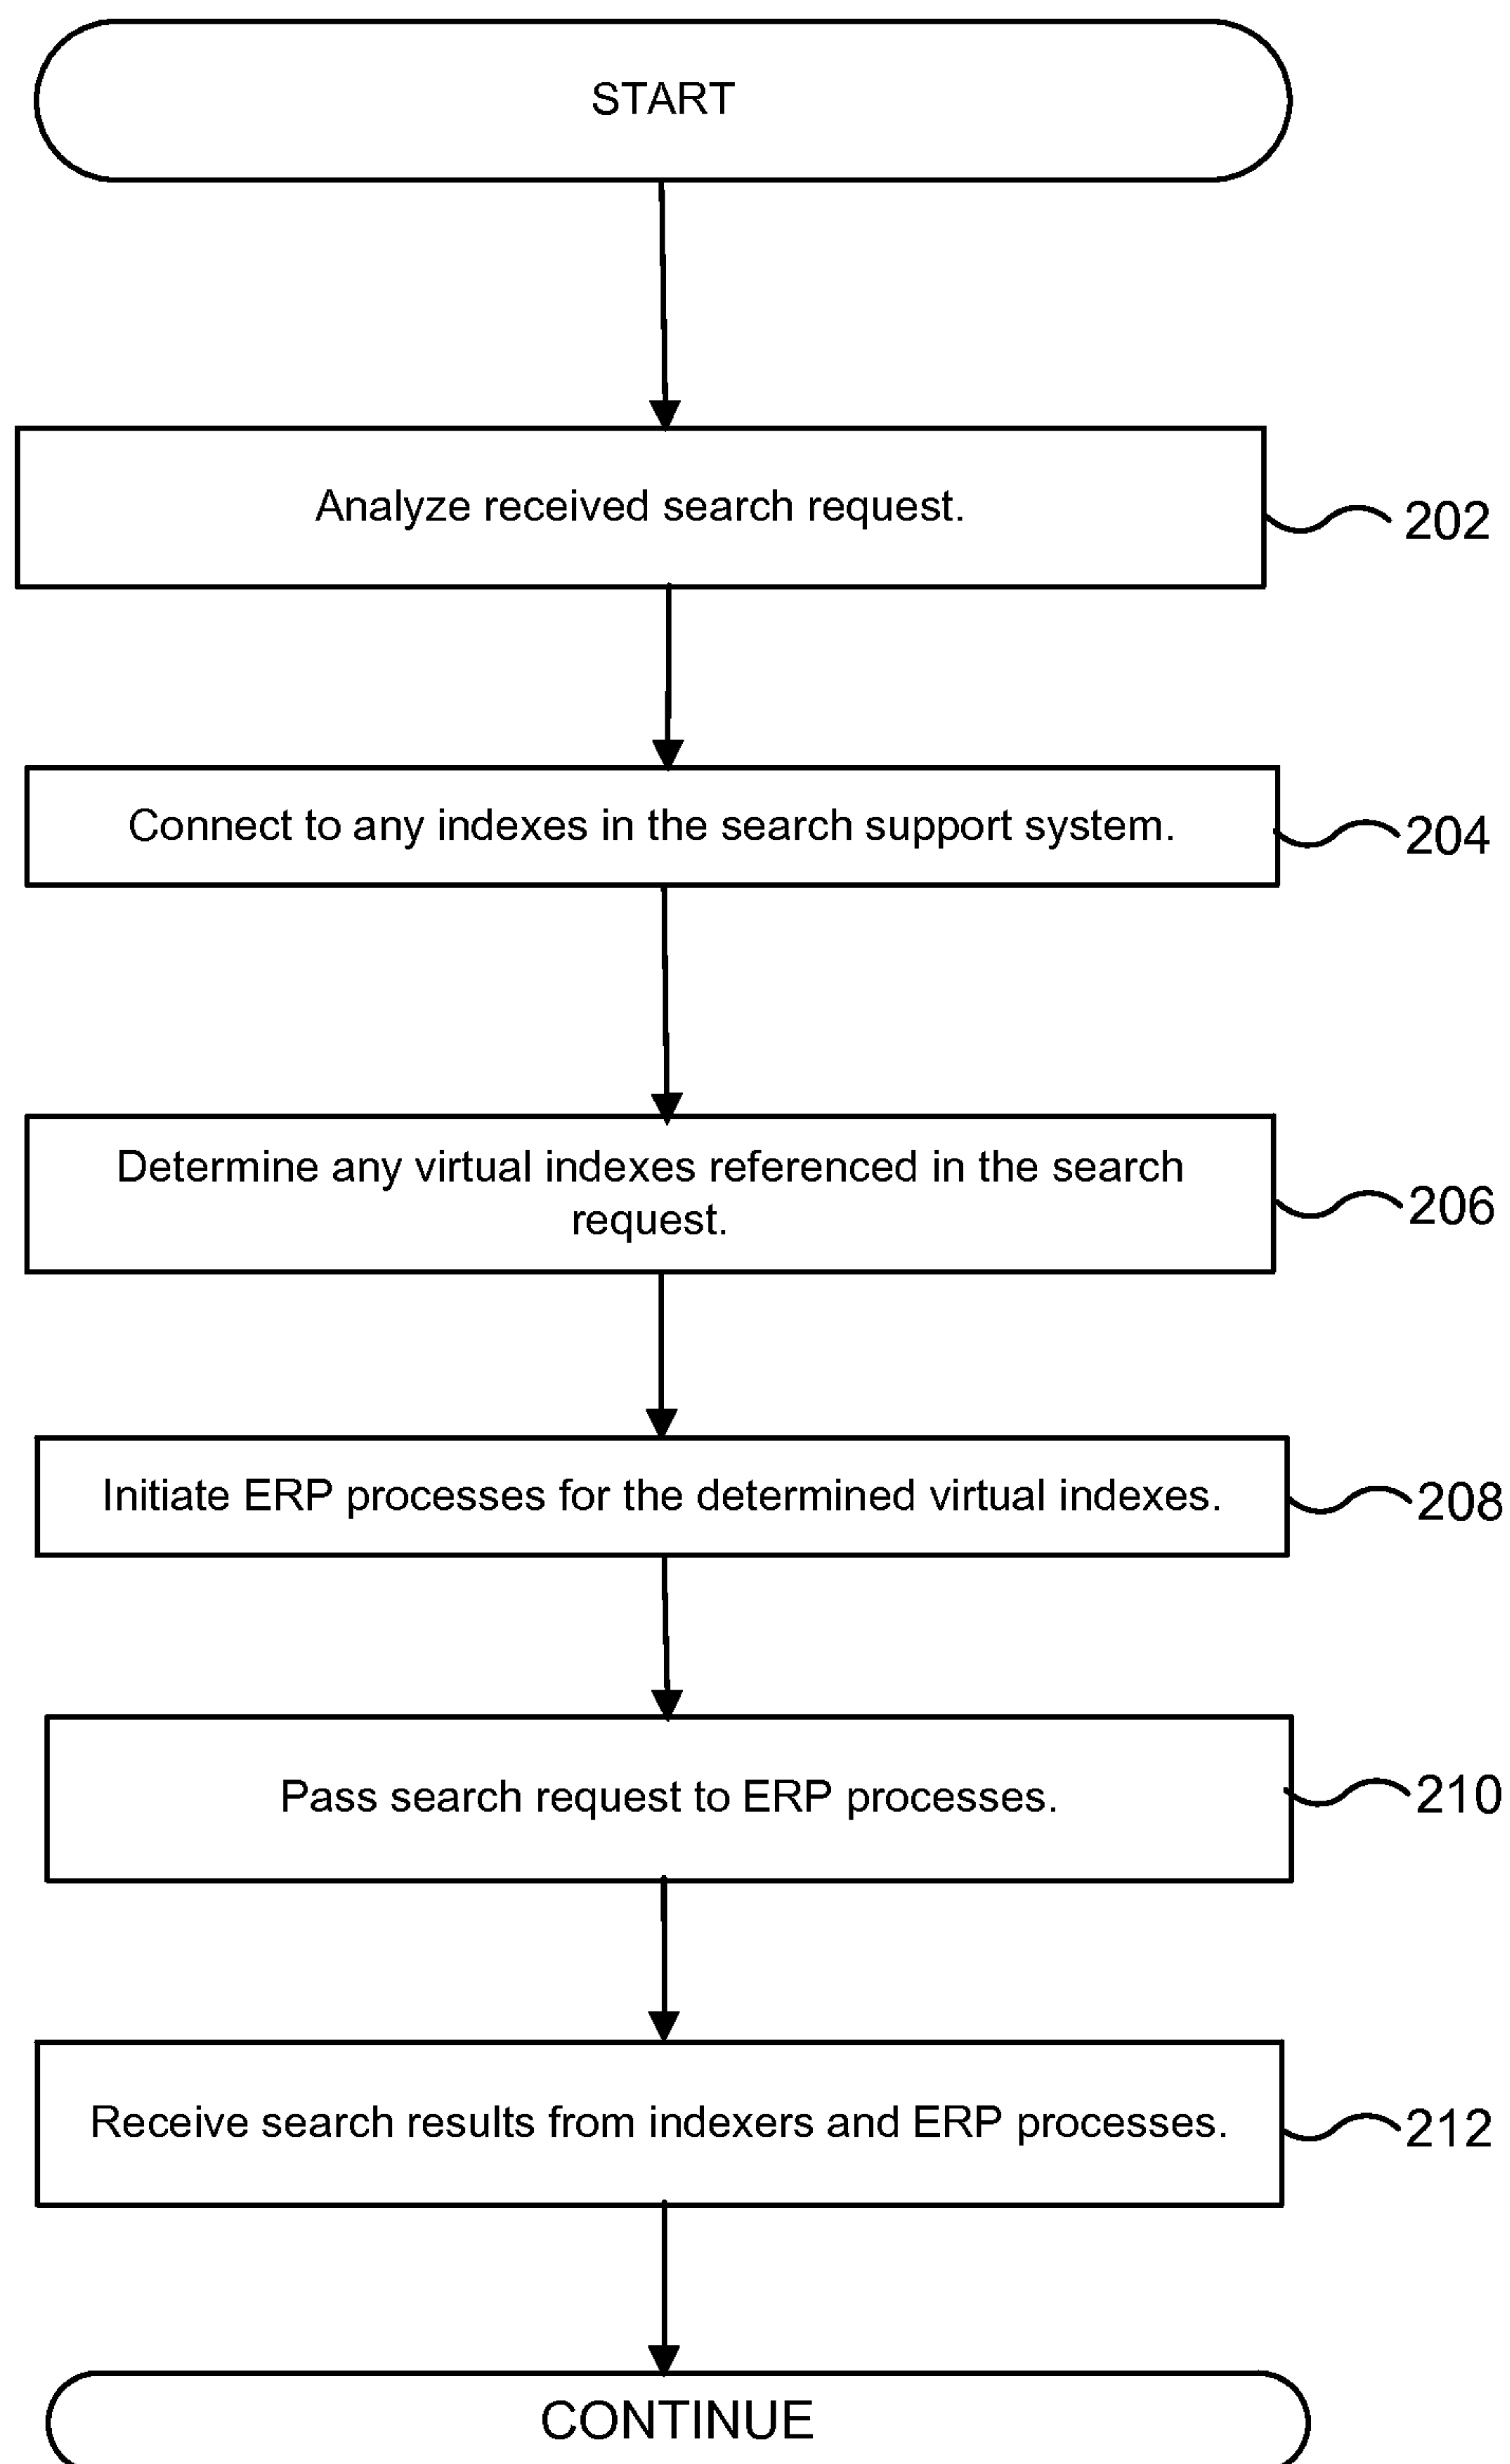 START
Analyze received search request.
202
Connect to any indexes in the search support system.
204
Determine any virtual indexes referenced in the search
request.
206
Initiate ERP processes for the determined virtual indexes.
208
Pass search request to ERP processes.
210
Receive search results from indexers and ERP processes.
212
CONTINUE